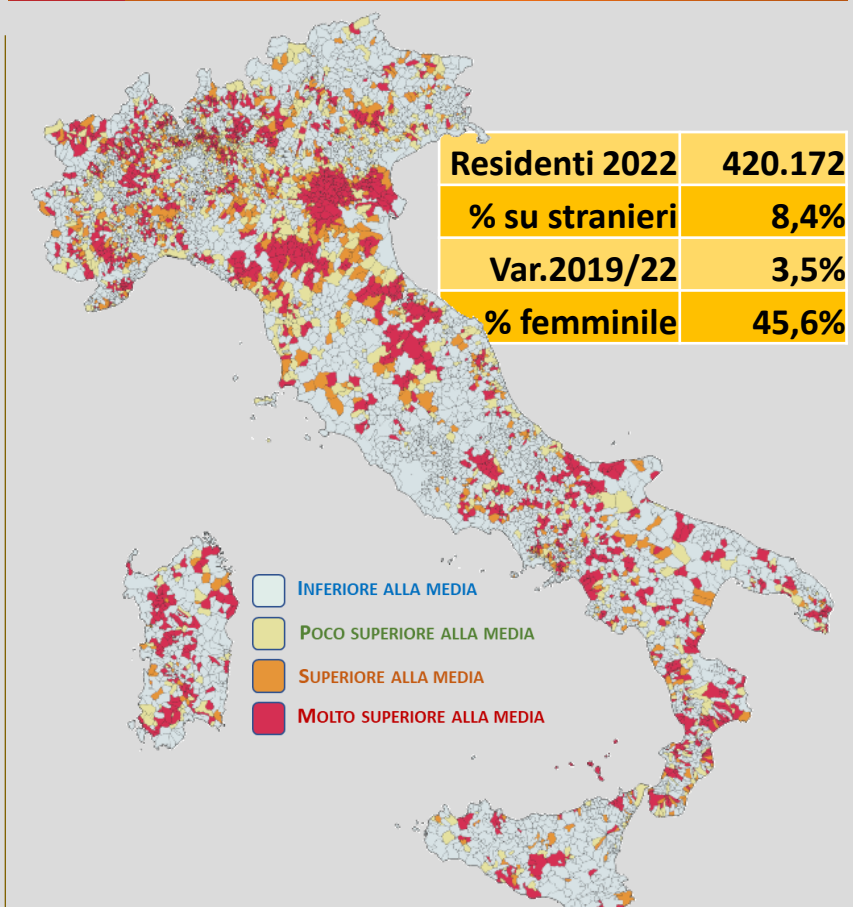 Residenti 2022 420.172
% su stranieri 8,4%
Var.2019/22 3,5%
% femminile 45,6%
INFERIORE ALLA MEDIA
POCO SUPERIORE ALLA MEDIA
SUPERIORE ALLA MEDIA
MOLTO SUPERIORE ALLA MEDIA